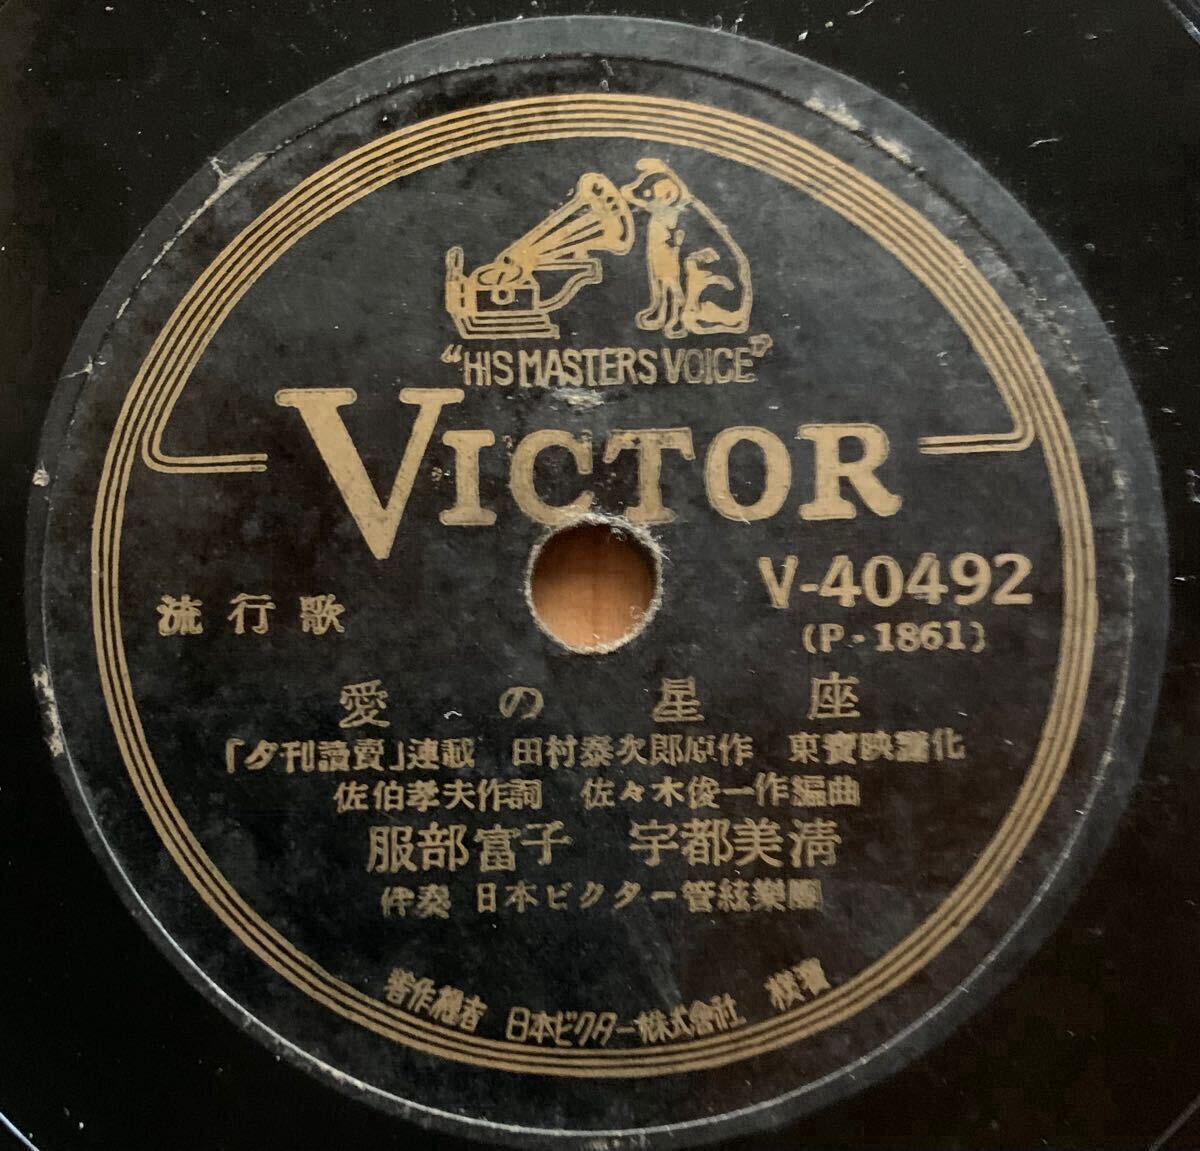 "HIS MASTERS VOICE"
VICTOR
V-40492
(P-1861)
流行歌
愛の星座
「夕刊讀賣」連載 田村泰次郎原作 東寶映畫化
佐伯孝夫作詞 佐々木俊一作編曲
服部富子 宇都美清
伴奏 日本ビクター管絃樂團
著作権者 日本ビクター株式會社 横濱